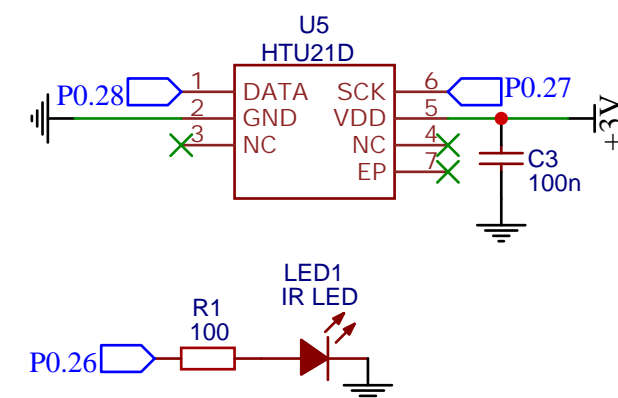 U5
HTU21D
P0.28 1 DATA SCK 6 P0.27
2 GND VDD 5 +3V
3 NC NC 4
EP 7
C3
100n
LED1
IR LED
R1
100
P0.26